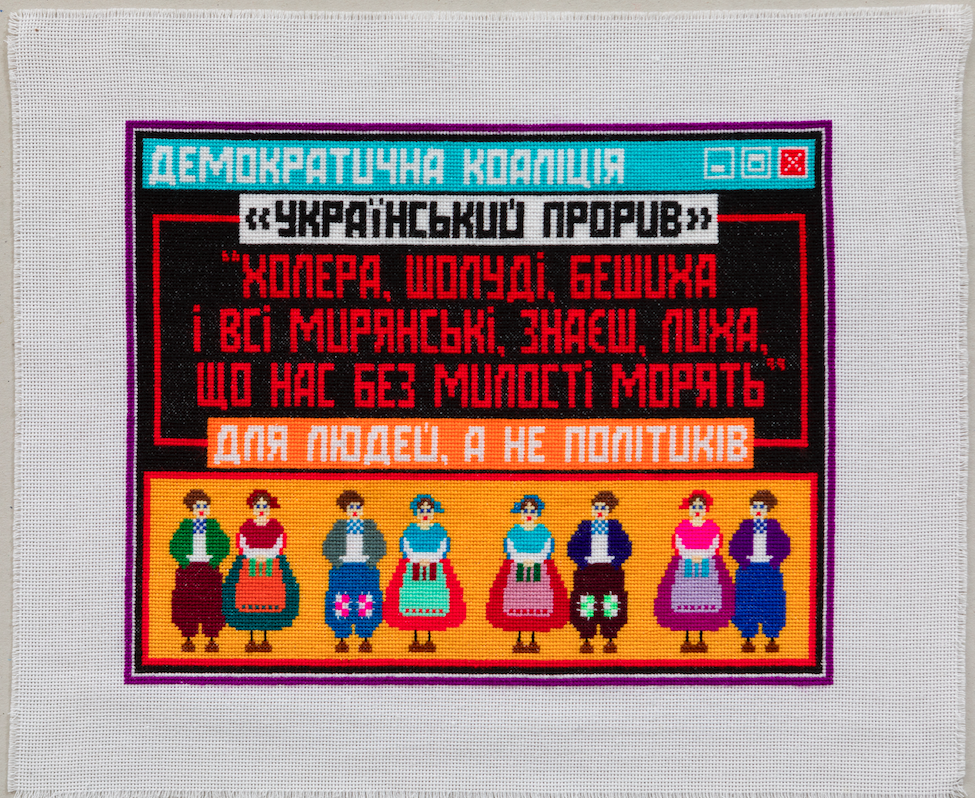 ДЕМОКРАТИЧНА КОАЛІЦІЯ
«УКРАЇНСЬКИЙ ПРОРИВ»
“ХОЛЕРА, ШОЛУДІ, БЕШИХА
І ВСІ МИРЯНСЬКІ, ЗНАЄШ, ЛИХА,
ЩО НАС БЕЗ МИЛОСТІ МОРЯТЬ“
ДЛЯ ЛЮДЕЙ, А НЕ ПОЛІТИКІВ